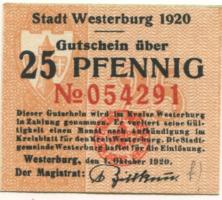 Stadt Westerburg 1920
Gutschein über
25 PFENNIG
No 054291
Dieser Gutschein wird im Kreise Westerburg
in Zahlung genommen. Er verliert seine Gül-
tigkeit einen Monat nach Aufkündigung im
Kreisblatt für den Kreis Westerburg. Die Stadt-
gemeinde Westerburg haftet für die Einlösung.
Westerburg, den 1. Oktober 1920.
Der Magistrat: